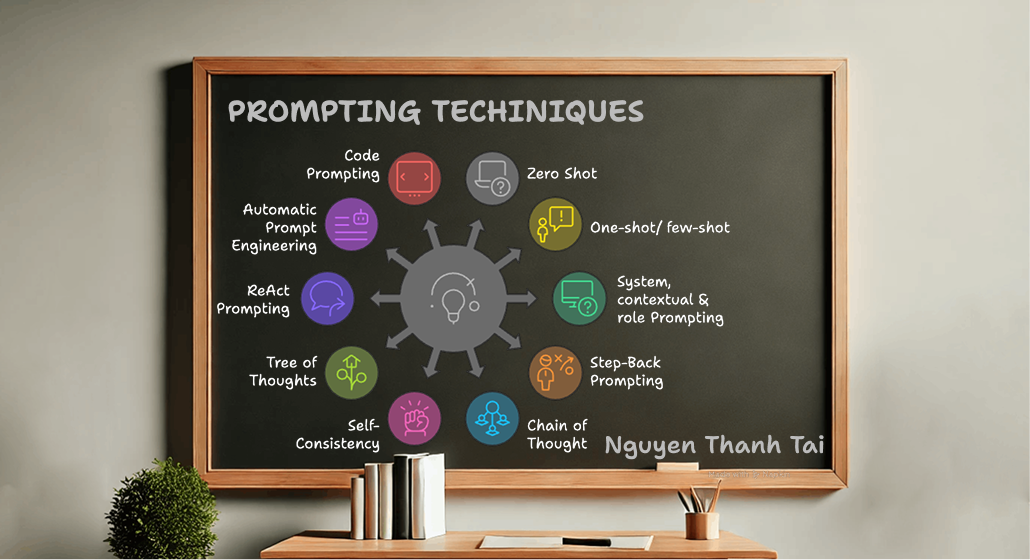 PROMPTING TECHINIQUES
Code
Prompting
Zero Shot
Automatic
Prompt
Engineering
One-shot/ few-shot
ReAct
Prompting
System,
contextual &
role Prompting
Tree of
Thoughts
Step-Back
Prompting
Self-
Consistency
Chain of
Thought
Nguyen Thanh Tai